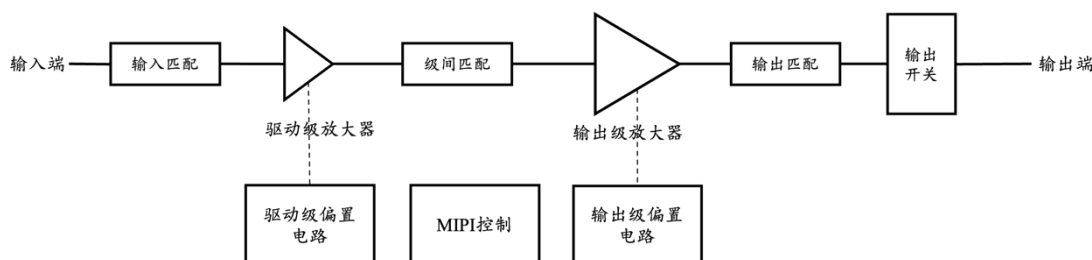 输入端
输入匹配
级间匹配
输出匹配
输出
开关
输出端
驱动级放大器
输出级放大器
驱动级偏置
电路
MIPI控制
输出级偏置
电路